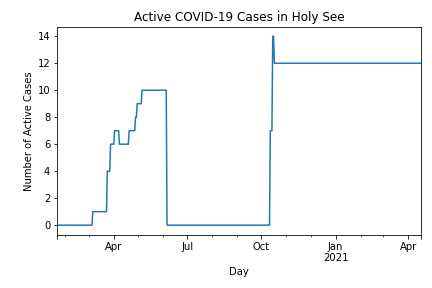 Active COVID-19 Cases in Holy See
14
12
10
8
6
4
2
0
Number of Active Cases
Apr
Jul
Oct
Jan
2021
Apr
Day